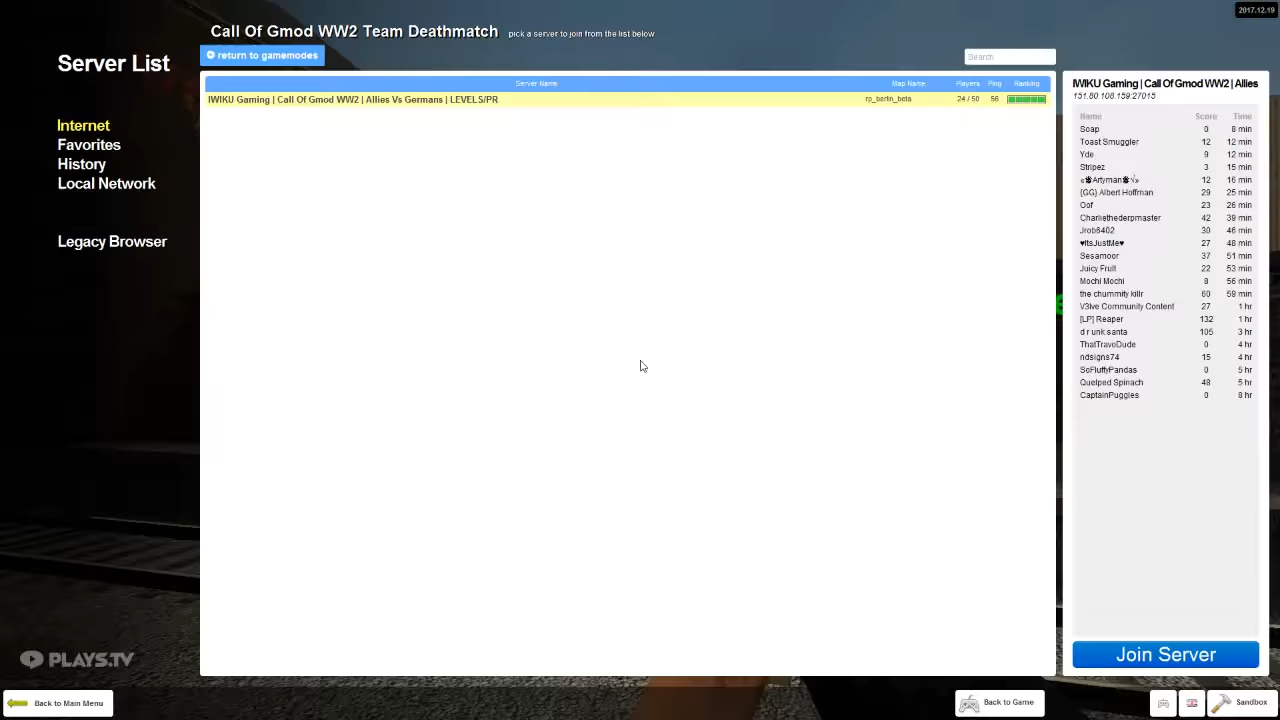 2017.12.19
Call Of Gmod WW2 Team Deathmatch pick a server to join from the list below
Server List
return to gamemodes
Search
Internet
Favorites
History
Local Network
Legacy Browser
Server Name Map Name Players Ping Ranking
IWIKU Gaming | Call Of Gmod WW2 | Allies Vs Germans | LEVELS/PR rp_berlin_beta 24 / 50 56
IWIKU Gaming | Call Of Gmod WW2 | Allies
151.80.108.159:27015
Name Score Time
Soap 0 8 min
Toast Smuggler 12 12 min
Yde 9 12 min
Stripez 3 15 min
Artyman 12 16 min
{GG} Albert Hoffman 29 25 min
Oof 23 26 min
Charliethederpmaster 42 39 min
Jrob6402 30 46 min
♥ItsJustMe♥ 27 48 min
Sesamoor 37 51 min
Juicy Fruit 22 53 min
Mochi Mochi 8 56 min
the chummity killr 60 59 min
V3lve Community Content 27 1 hr
[LP] Reaper 132 1 hr
d r unk santa 105 3 hr
ThatTravoDude 0 4 hr
ndsigns74 15 4 hr
SoFluffyPandas 0 5 hr
Quelped Spinach 48 5 hr
CaptainPuggles 0 8 hr
Join Server
PLAYS.TV
Back to Main Menu
Back to Game
Sandbox